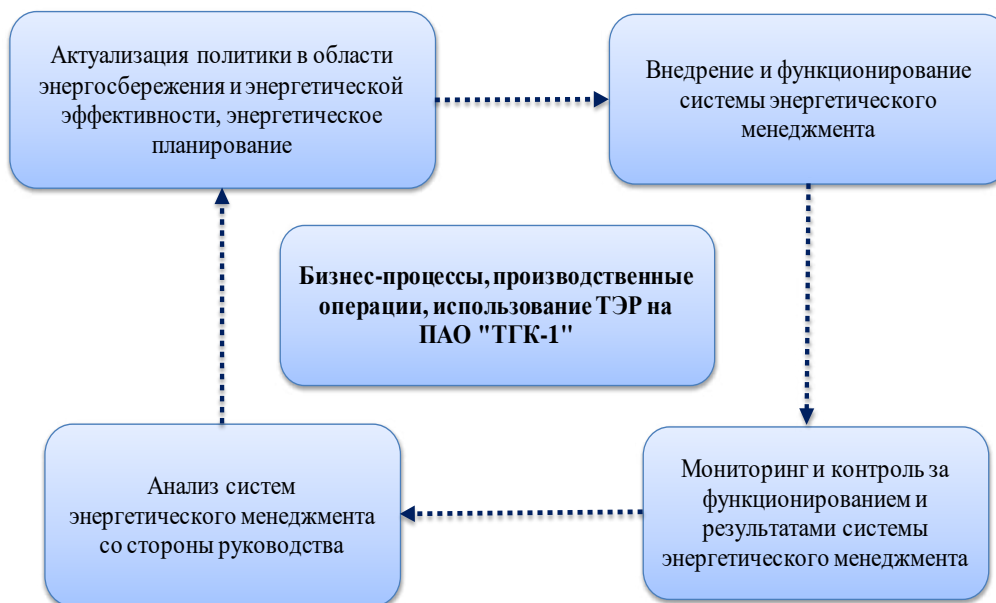 Актуализация политики в области
энергосбережения и энергетической
эффективности, энергетическое
планирование
Внедрение и функционирование
системы энергетического
менеджмента
Бизнес-процессы, производственные
операции, использование ТЭР на
ПАО "ТГК-1"
Анализ систем
энергетического менеджмента
со стороны руководства
Мониторинг и контроль за
функционированием и
результатами системы
энергетического менеджмента